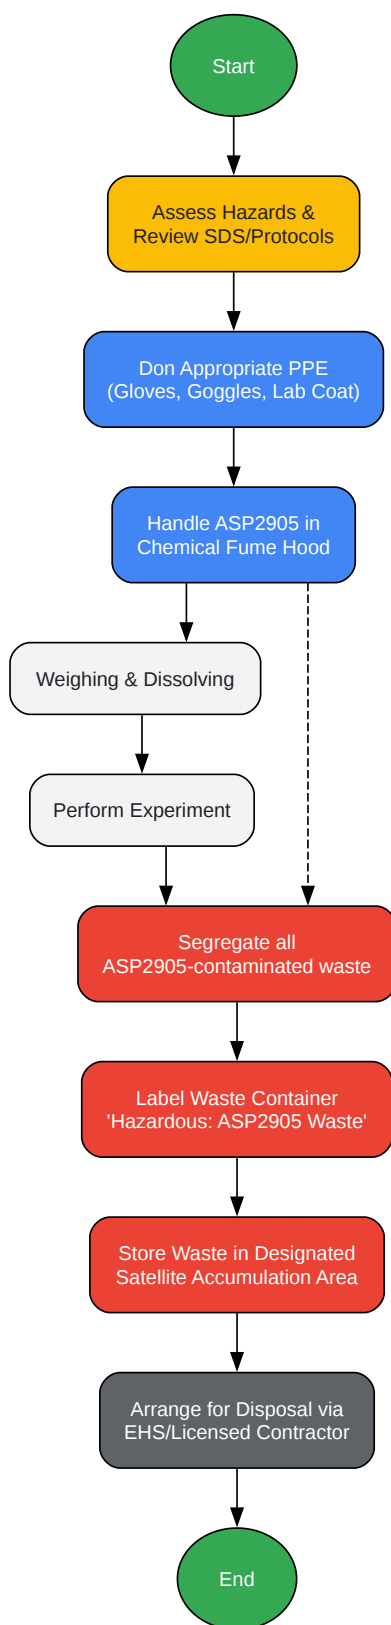 Start
Assess Hazards &
Review SDS/Protocols
Don Appropriate PPE
(Gloves, Goggles, Lab Coat)
Handle ASP2905 in
Chemical Fume Hood
Weighing & Dissolving
Perform Experiment
Segregate all
ASP2905-contaminated waste
Label Waste Container
'Hazardous: ASP2905 Waste'
Store Waste in Designated
Satellite Accumulation Area
Arrange for Disposal via
EHS/Licensed Contractor
End